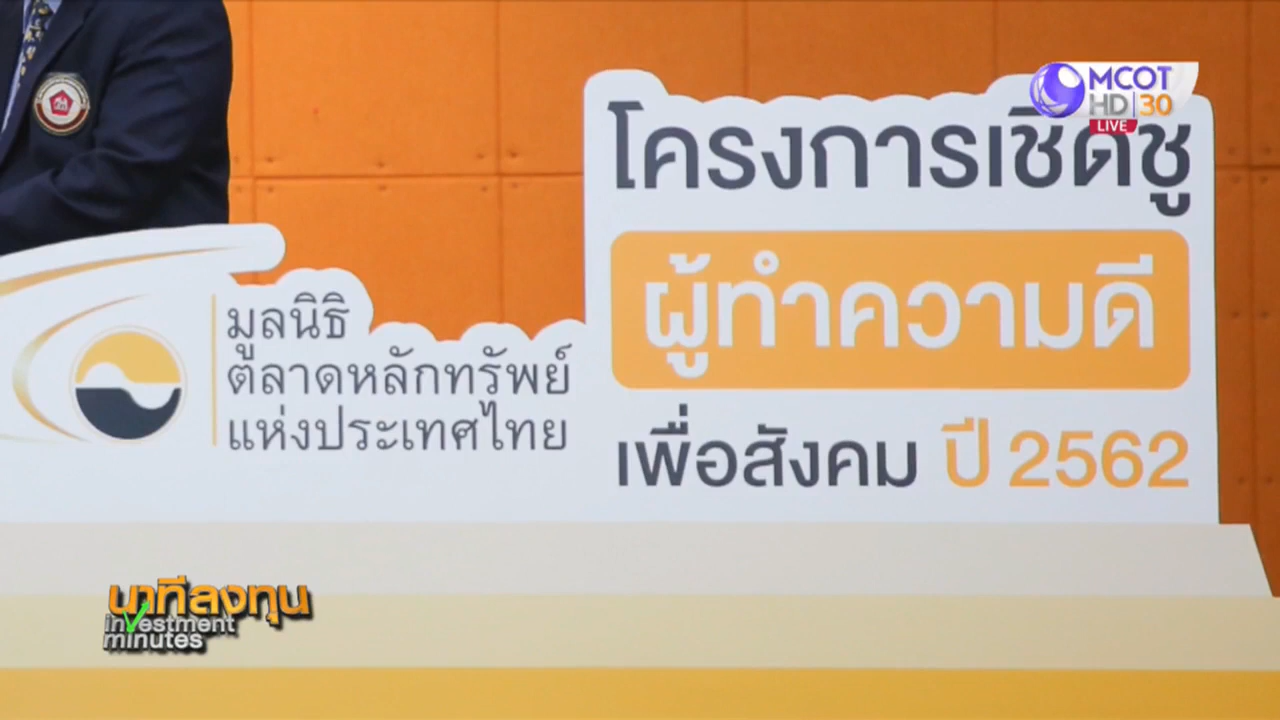 MCOT
HD 30
LIVE
โครงการเชิดชู
ผู้ทำความดี
เพื่อสังคม ปี 2562
มูลนิธิ
ตลาดหลักทรัพย์
แห่งประเทศไทย
นาทีลงทุน
investment
minutes